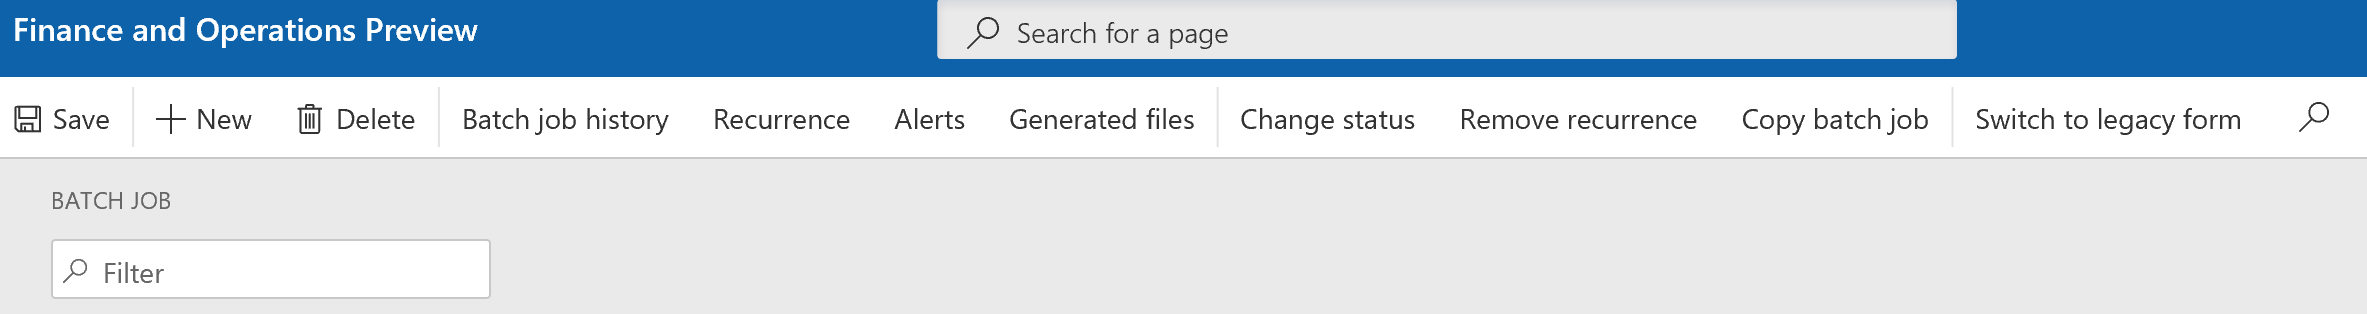 Finance and Operations Preview
Search for a page
Save New Delete Batch job history Recurrence Alerts Generated files Change status Remove recurrence Copy batch job Switch to legacy form
BATCH JOB
Filter